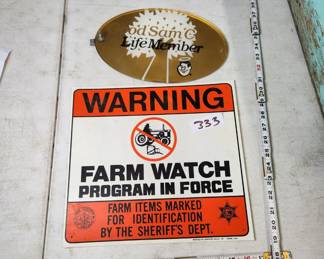 od Sam C
Life Member
WARNING
333
FARM WATCH
PROGRAM IN FORCE
FARM ITEMS MARKED
FOR IDENTIFICATION
BY THE SHERIFF'S DEPT.